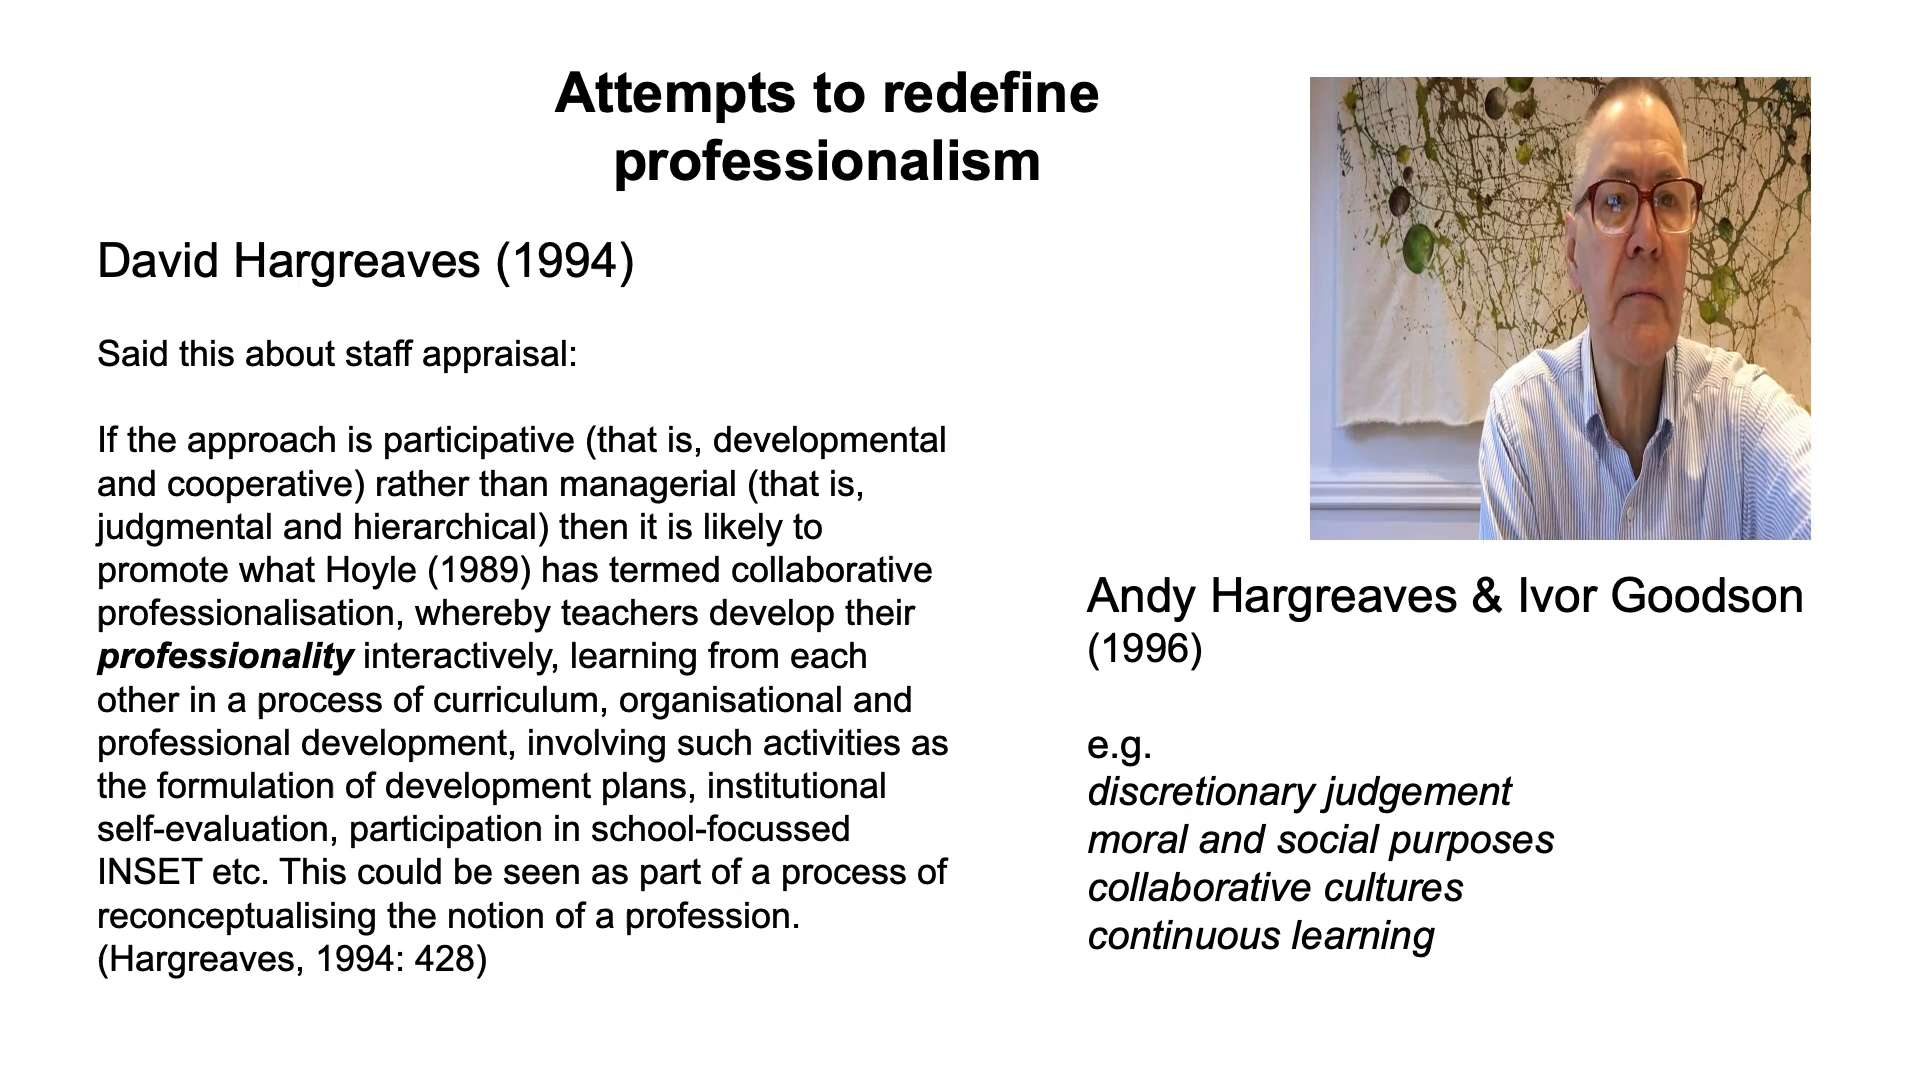 Attempts to redefine
professionalism
David Hargreaves (1994)
Said this about staff appraisal:
If the approach is participative (that is, developmental
and cooperative) rather than managerial (that is,
judgmental and hierarchical) then it is likely to
promote what Hoyle (1989) has termed collaborative
professionalisation, whereby teachers develop their
professionality interactively, learning from each
other in a process of curriculum, organisational and
professional development, involving such activities as
the formulation of development plans, institutional
self-evaluation, participation in school-focussed
INSET etc. This could be seen as part of a process of
reconceptualising the notion of a profession.
(Hargreaves, 1994: 428)
Andy Hargreaves & Ivor Goodson
(1996)
e.g.
discretionary judgement
moral and social purposes
collaborative cultures
continuous learning